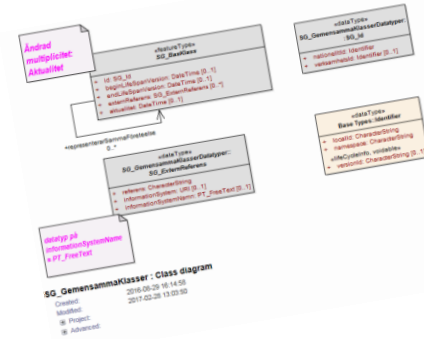 Ändrad
multiplicitet:
Aktualitet
«featureType»
SG_BasKlass
+ id: SG_Id
+ beginLifeSpanVersion: DateTime [0..1]
+ endLifeSpanVersion: DateTime [0..1]
+ externReferens: SG_ExternReferens [0..*]
+ aktualitet: DateTime [0..1]
+representerarSammaFöreteelse
0..*
«dataType»
SG_GemensammaKlasserDatatyper:
:SG_Id
+ nationelltId: Identifier
+ verksamhetsId: Identifier [0..1]
«dataType»
Base Types::Identifier
+ localId: CharacterString
+ namespace: CharacterString
«lifeCycleInfo, voidable»
+ versionId: CharacterString [0..1]
«dataType»
SG_GemensammaKlasserDatatyper::
SG_ExternReferens
+ referens: CharacterString
+ informationSystem: URI [0..1]
+ informationSystemNamn: PT_FreeText [0..1]
datatyp på
informationSystemName
e PT_FreeText
SG_GemensammaKlasser : Class diagram
Created: 2016-06-29 16:14:58
Modified: 2017-02-28 13:03:50
Project:
Advanced: